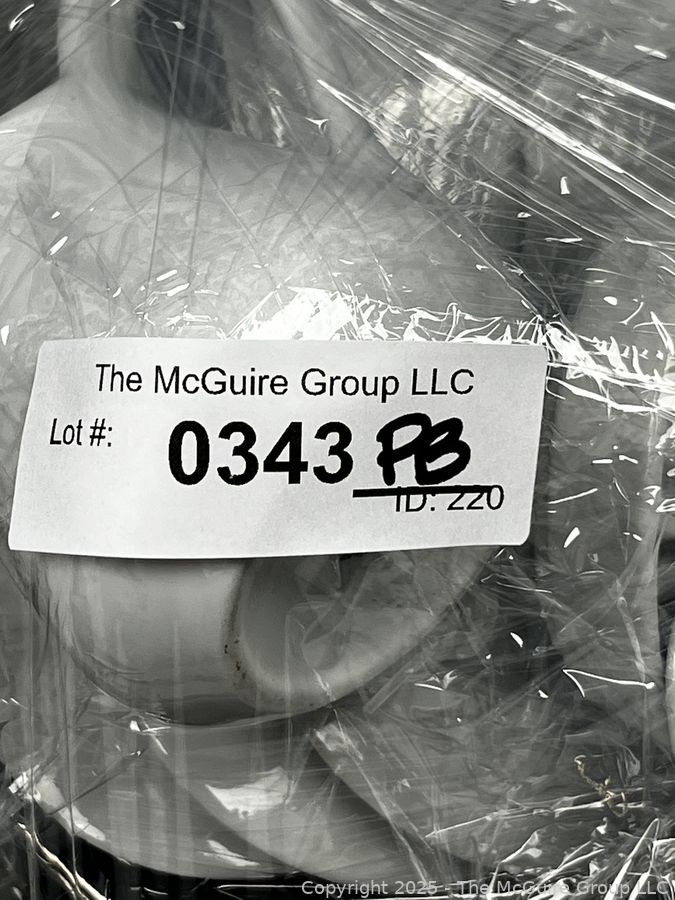 The McGuire Group LLC
Lot #: 0343 PB
ID: 220
Copyright 2025 - The McGuire Group LLC